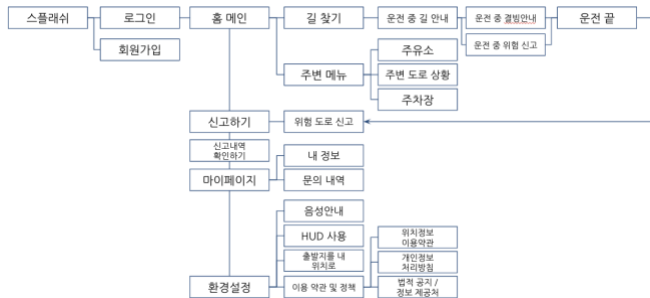 스플래쉬
로그인
홈 메인
길 찾기
운전 중 길 안내
운전 중 결빙안내
운전 끝
회원가입
운전 중 위험 신고
주유소
주변 메뉴
주변 도로 상황
주차장
신고하기
위험 도로 신고
신고내역
확인하기
내 정보
마이페이지
문의 내역
음성안내
HUD 사용
위치정보
이용약관
출발지를 내
위치로
개인정보
처리방침
환경설정
이용 약관 및 정책
법적 공지 /
정보 제공처